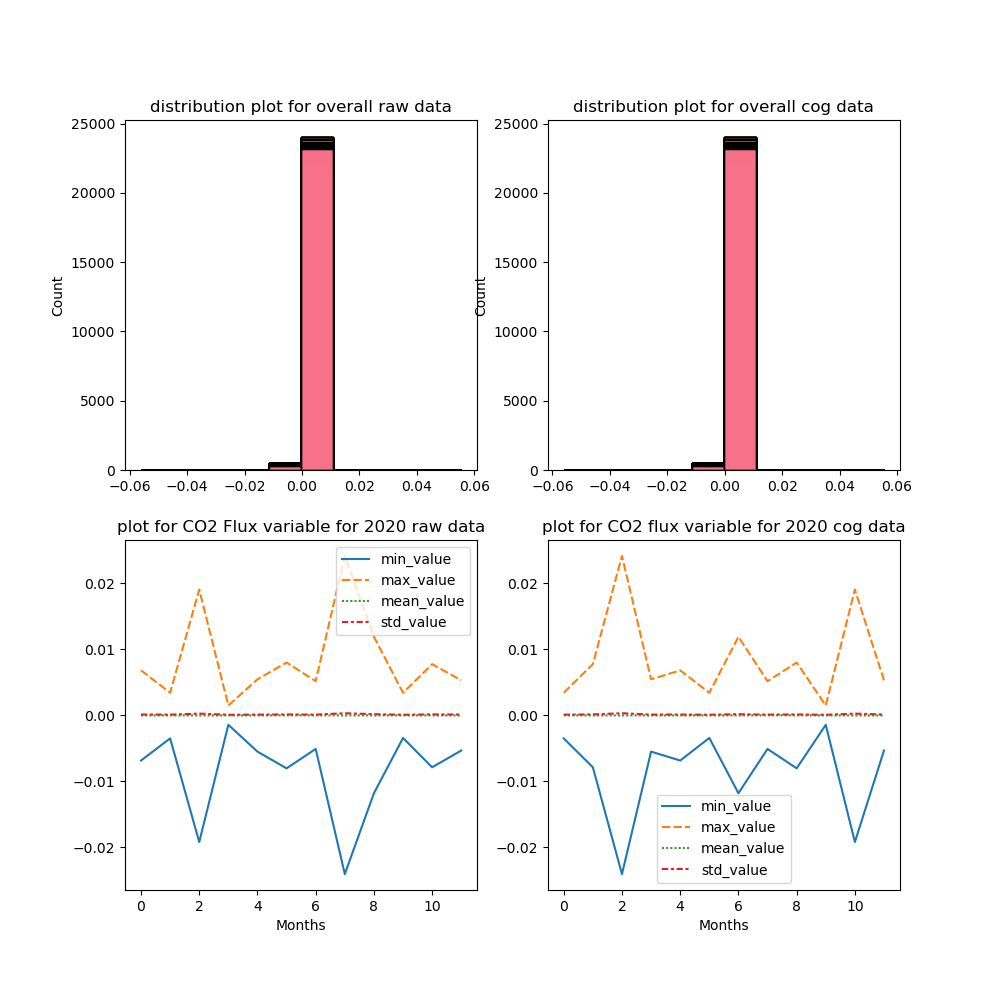 distribution plot for overall raw data
25000
20000
15000
10000
5000
0
Count
−0.06 −0.04 −0.02 0.00 0.02 0.04 0.06
distribution plot for overall cog data
25000
20000
15000
10000
5000
0
Count
−0.06 −0.04 −0.02 0.00 0.02 0.04 0.06
plot for CO2 Flux variable for 2020 raw data
0.02
0.01
0.00
−0.01
−0.02
min_value
max_value
mean_value
std_value
0 2 4 6 8 10
Months
plot for CO2 flux variable for 2020 cog data
0.02
0.01
0.00
−0.01
−0.02
min_value
max_value
mean_value
std_value
0 2 4 6 8 10
Months